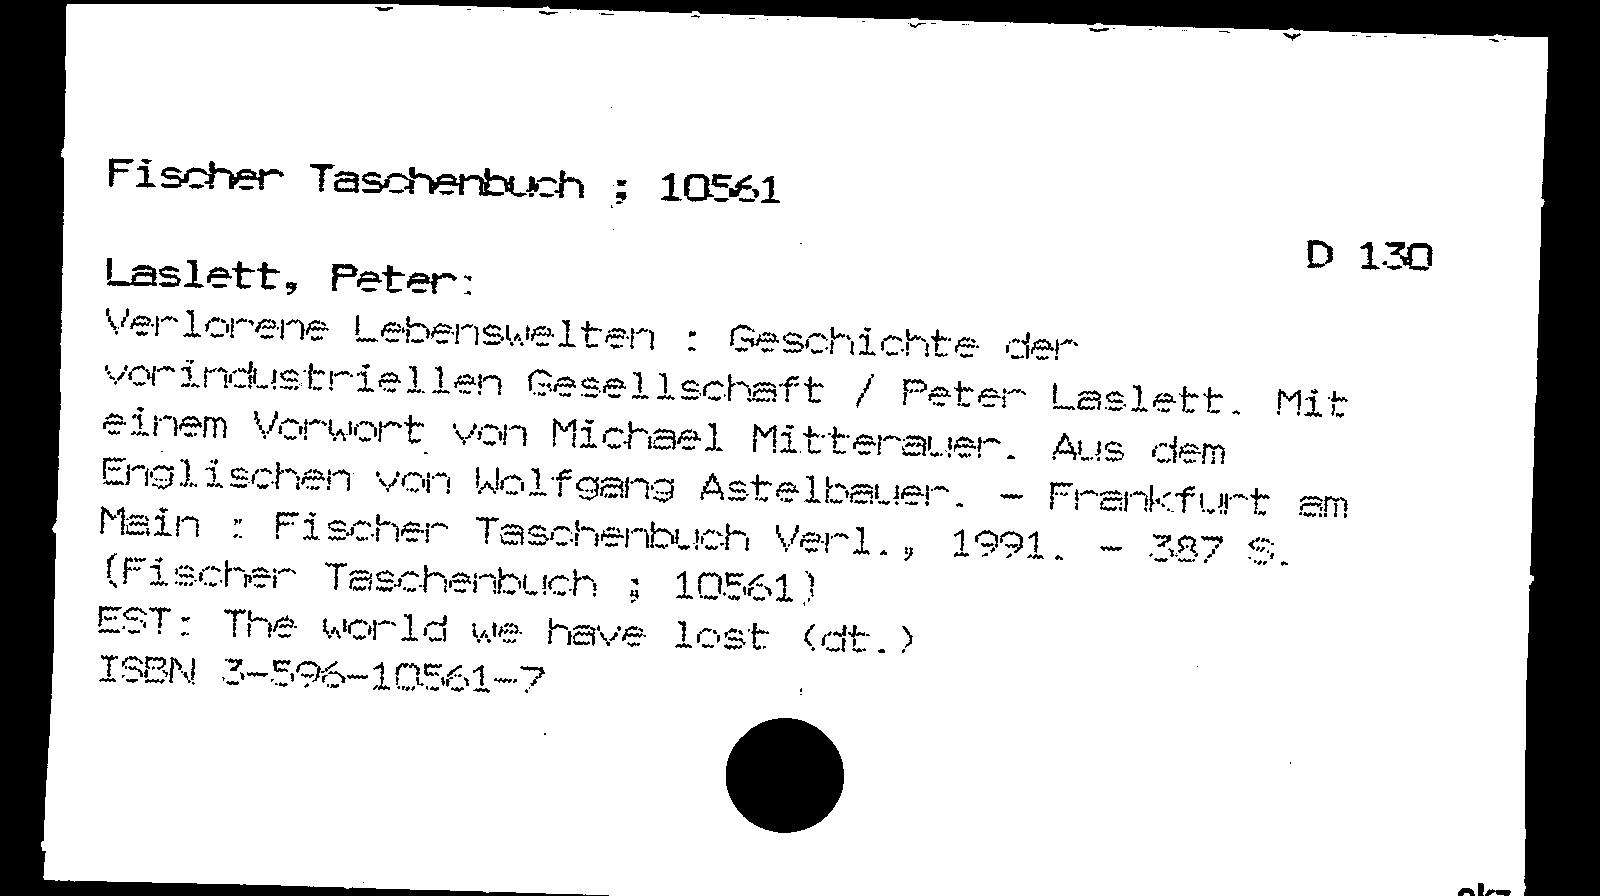 Fischer Taschenbuch ; 10561
D 130
Laslett, Peter:
Verlorene Lebenswelten : Geschichte der
vorindustriellen Gesellschaft / Peter Laslett. Mit
einem Vorwort von Michael Mitterauer. Aus dem
Englischen von Wolfgang Astelbauer. - Frankfurt am
Main : Fischer Taschenbuch Verl., 1991. - 387 S.
(Fischer Taschenbuch ; 10561)
EST: The world we have lost (dt.)
ISBN 3-596-10561-7